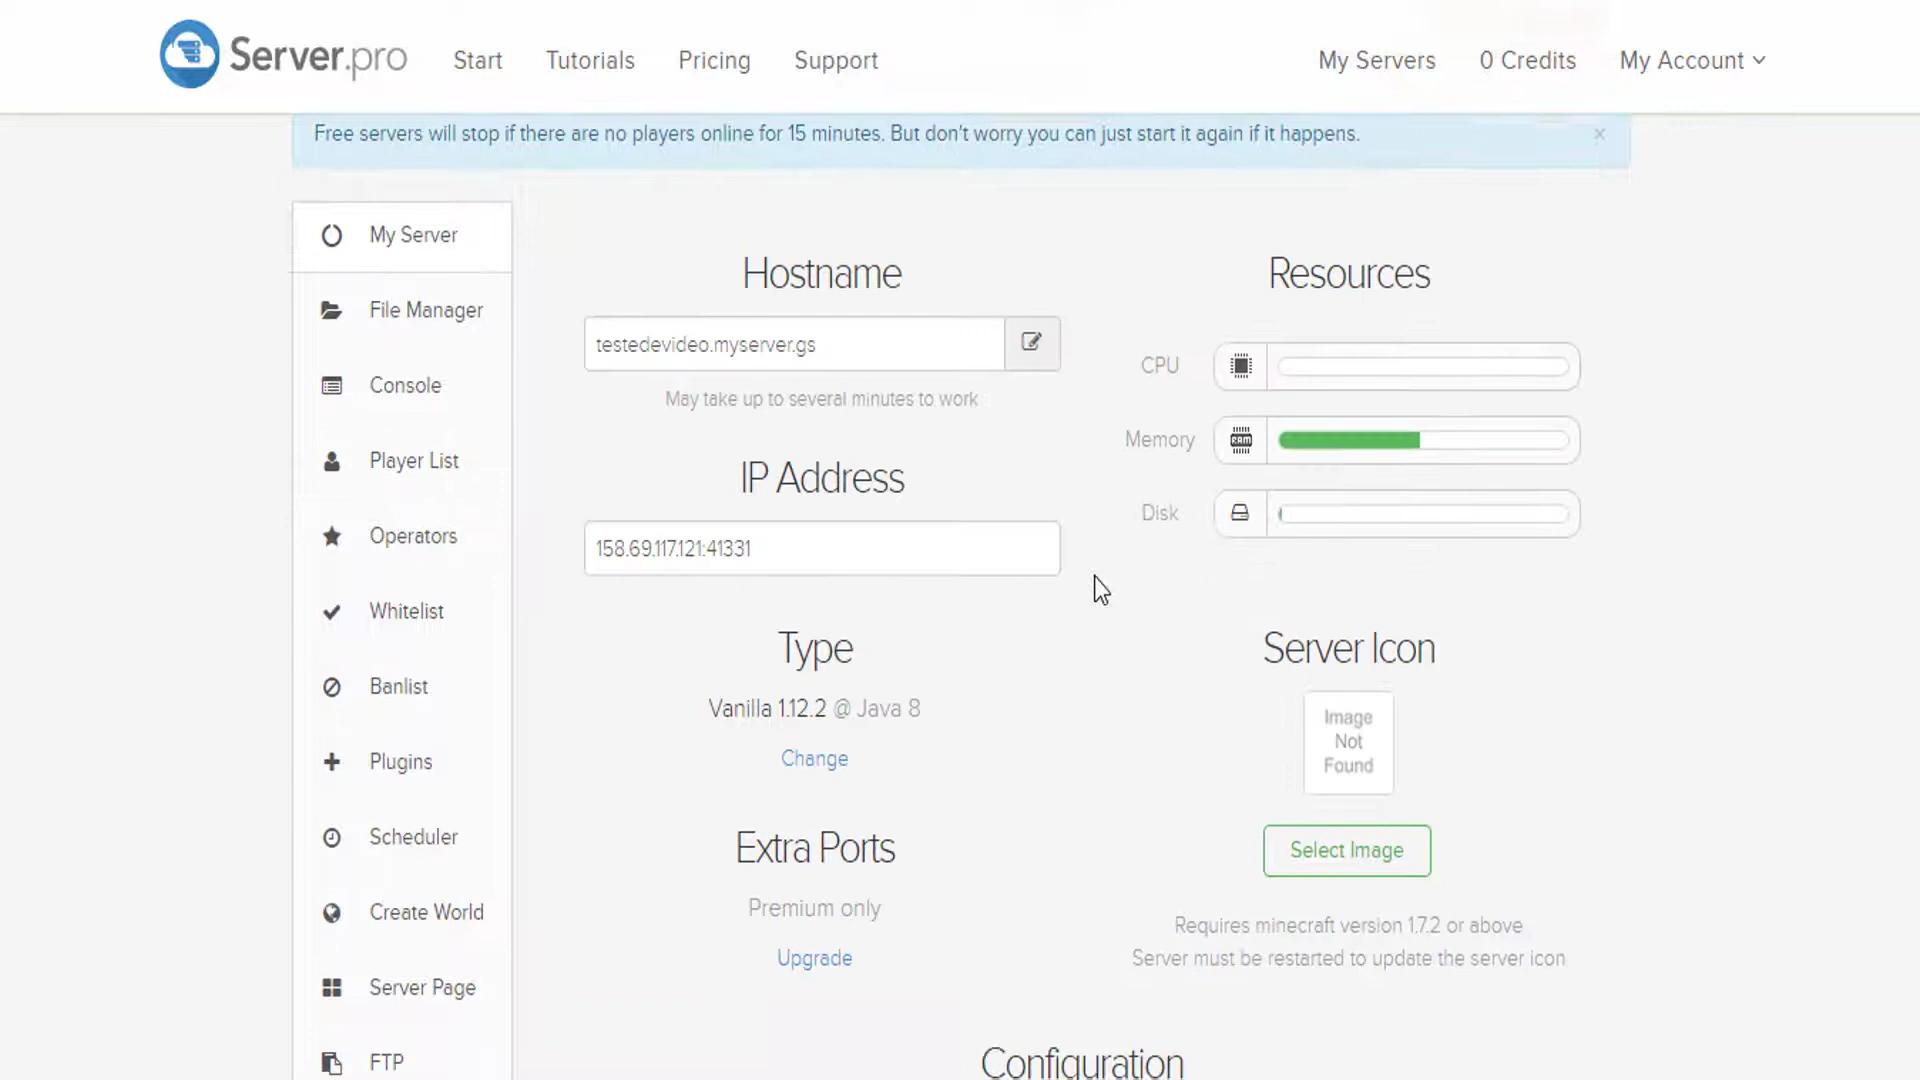 Server.pro
Start
Tutorials
Pricing
Support
My Servers
0 Credits
My Account
Free servers will stop if there are no players online for 15 minutes. But don't worry you can just start it again if it happens.
×
My Server
File Manager
Console
Player List
Operators
Whitelist
Banlist
Plugins
Scheduler
Create World
Server Page
FTP
Hostname
testedevideo.myserver.gs
May take up to several minutes to work
IP Address
158.69.117.121:41331
Type
Vanilla 1.12.2 @ Java 8
Change
Extra Ports
Premium only
Upgrade
Resources
CPU
Memory
RAM
Disk
Server Icon
Image
Not
Found
Select Image
Requires minecraft version 1.7.2 or above
Server must be restarted to update the server icon
Configuration